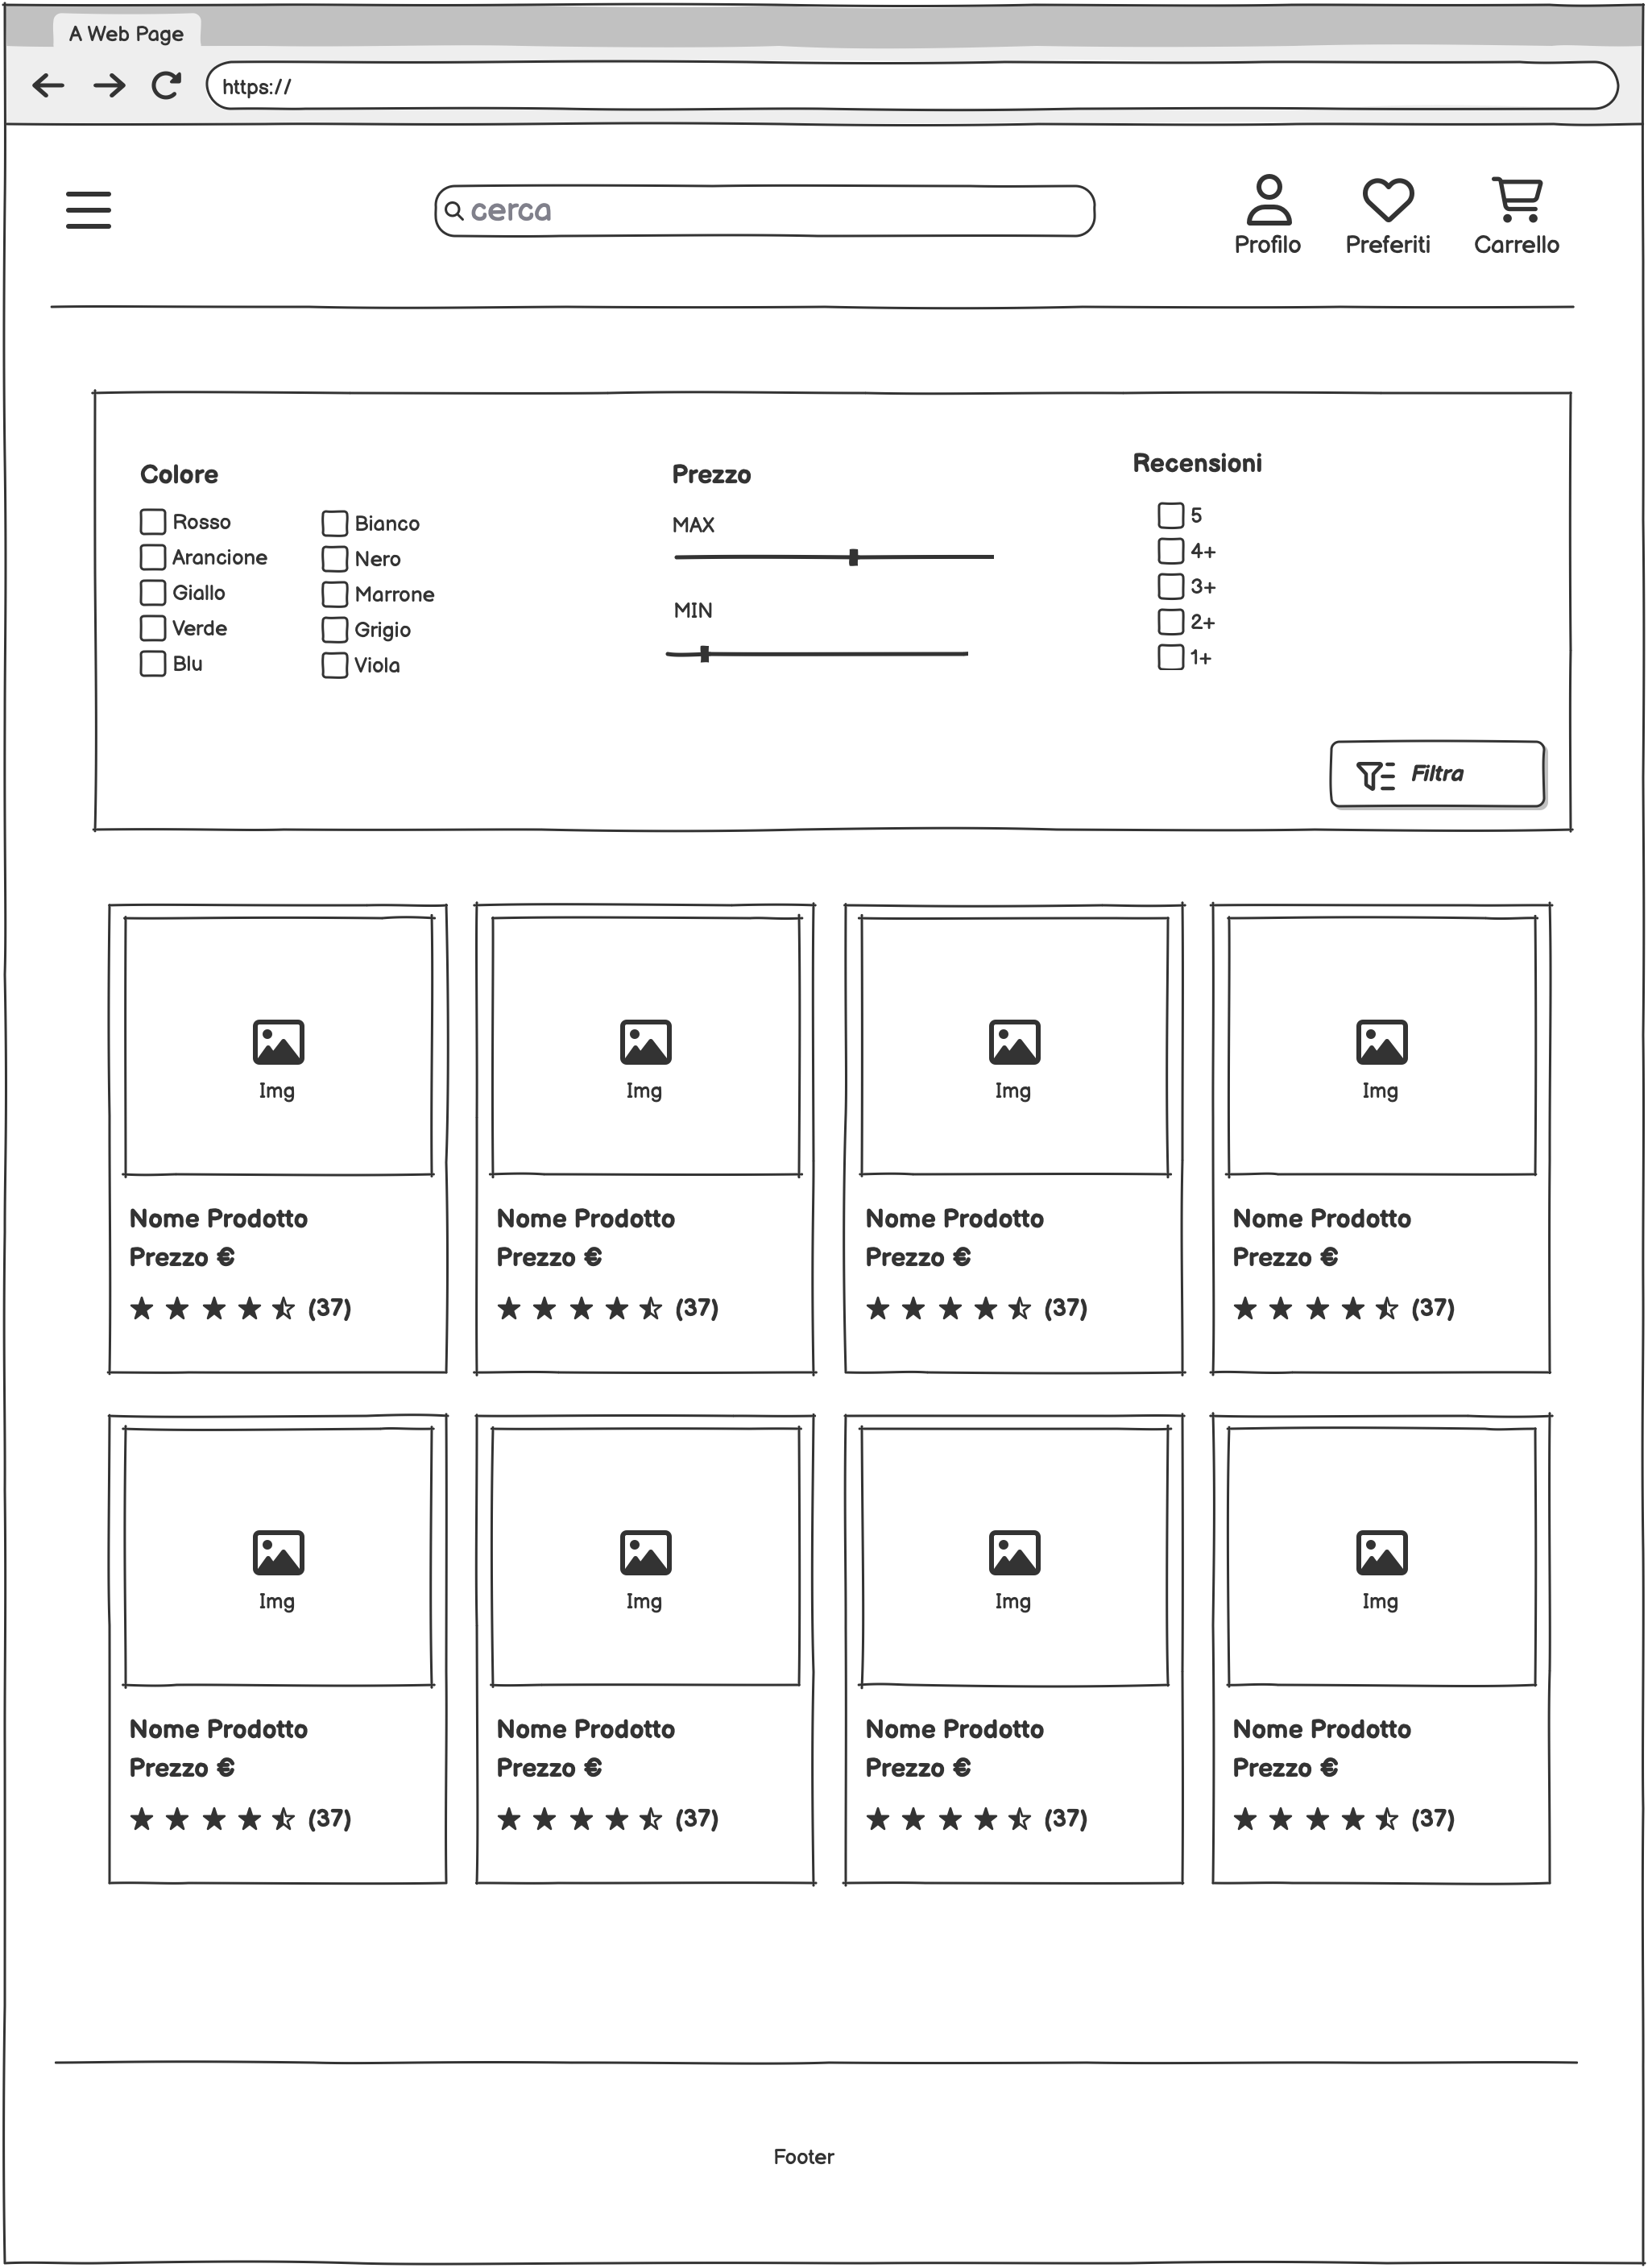 A Web Page
https://
cerca
Profilo Preferiti Carrello
Colore
Rosso
Arancione
Giallo
Verde
Blu
Bianco
Nero
Marrone
Grigio
Viola
Prezzo
MAX
MIN
Recensioni
5
4+
3+
2+
1+
Filtra
Img
Nome Prodotto
Prezzo €
(37)
Img
Nome Prodotto
Prezzo €
(37)
Img
Nome Prodotto
Prezzo €
(37)
Img
Nome Prodotto
Prezzo €
(37)
Img
Nome Prodotto
Prezzo €
(37)
Img
Nome Prodotto
Prezzo €
(37)
Img
Nome Prodotto
Prezzo €
(37)
Img
Nome Prodotto
Prezzo €
(37)
Footer